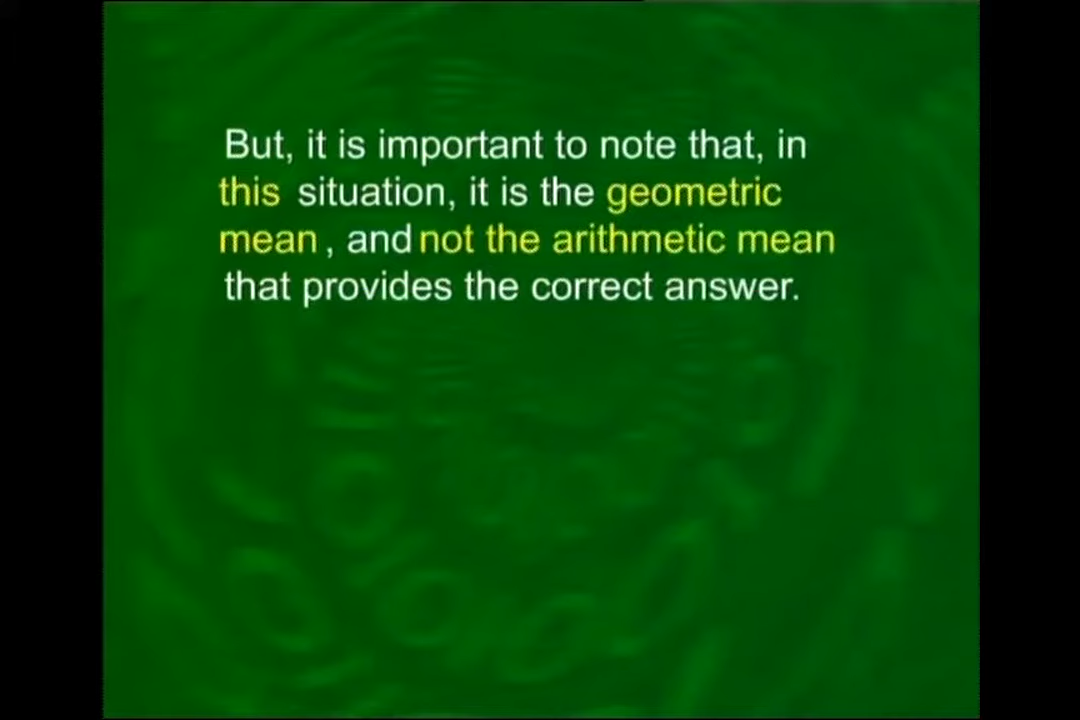 But, it is important to note that, in
this situation, it is the geometric
mean , and not the arithmetic mean
that provides the correct answer.